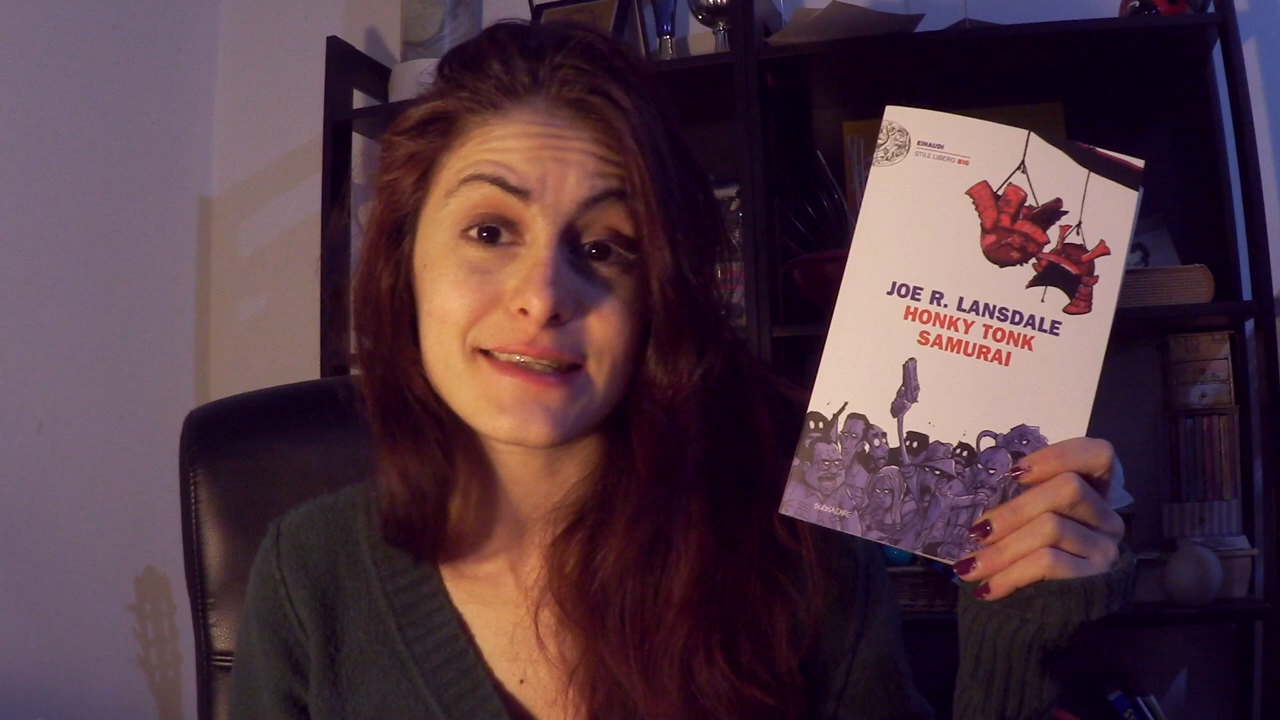 EINAUDI
STILE LIBERO BIG
JOE R. LANSDALE
HONKY TONK
SAMURAI